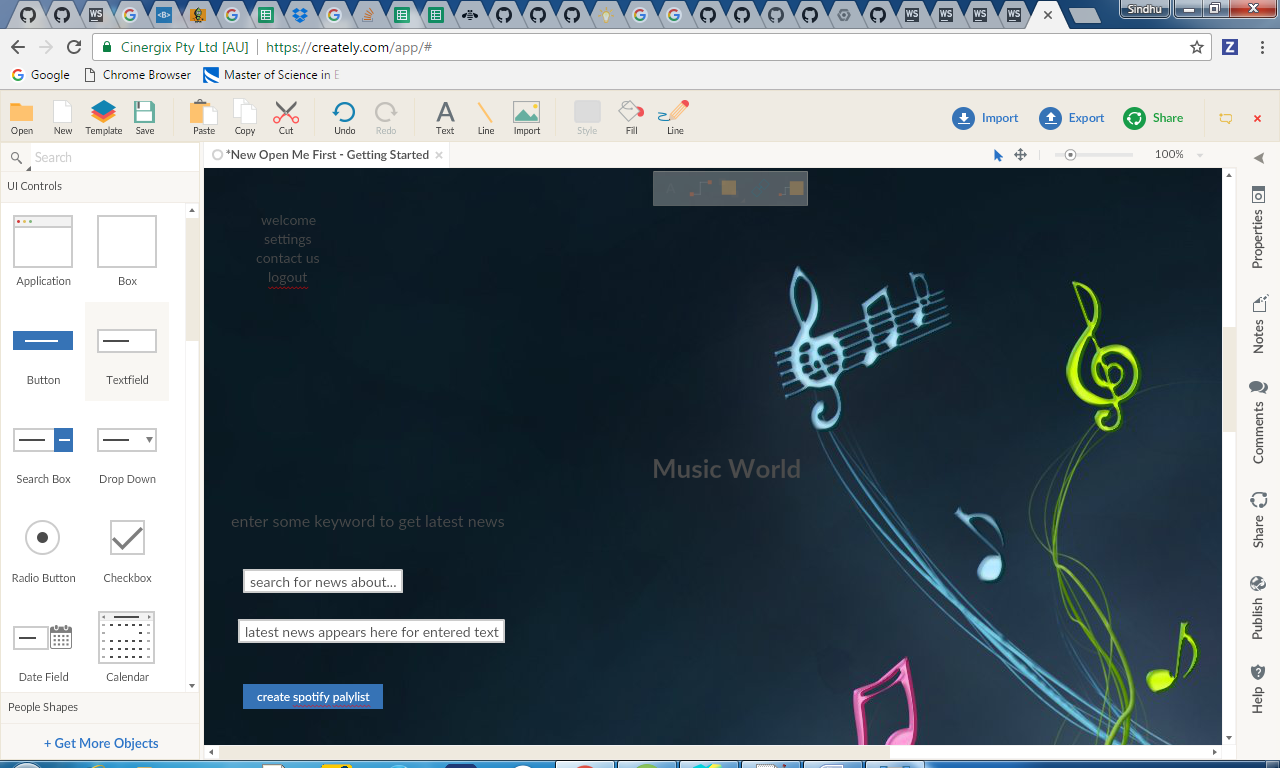 Sindhu
Cinergix Pty Ltd [AU]
https://creately.com/app/#
Google
Chrome Browser
Master of Science in E
Open
New
Template
Save
Paste
Copy
Cut
Undo
Redo
Text
Line
Import
Style
Fill
Line
Import
Export
Share
Search
*New Open Me First - Getting Started
100%
UI Controls
Application
Box
Button
Textfield
Search Box
Drop Down
Radio Button
Checkbox
Date Field
Calendar
People Shapes
+ Get More Objects
welcome
settings
contact us
logout
Music World
enter some keyword to get latest news
search for news about...
latest news appears here for entered text
create spotify palylist
Properties
Notes
Comments
Share
Publish
Help